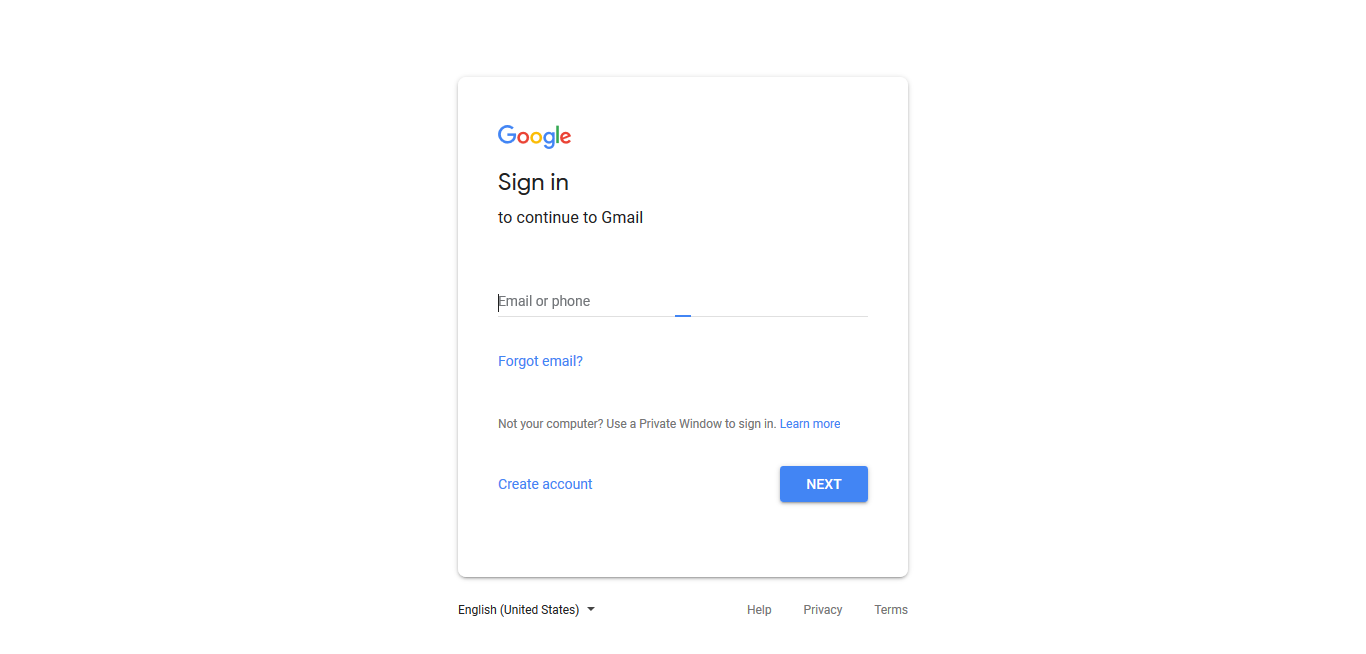 Google
Sign in
to continue to Gmail
Email or phone
Forgot email?
Not your computer? Use a Private Window to sign in. Learn more
Create account
NEXT
English (United States)
Help
Privacy
Terms